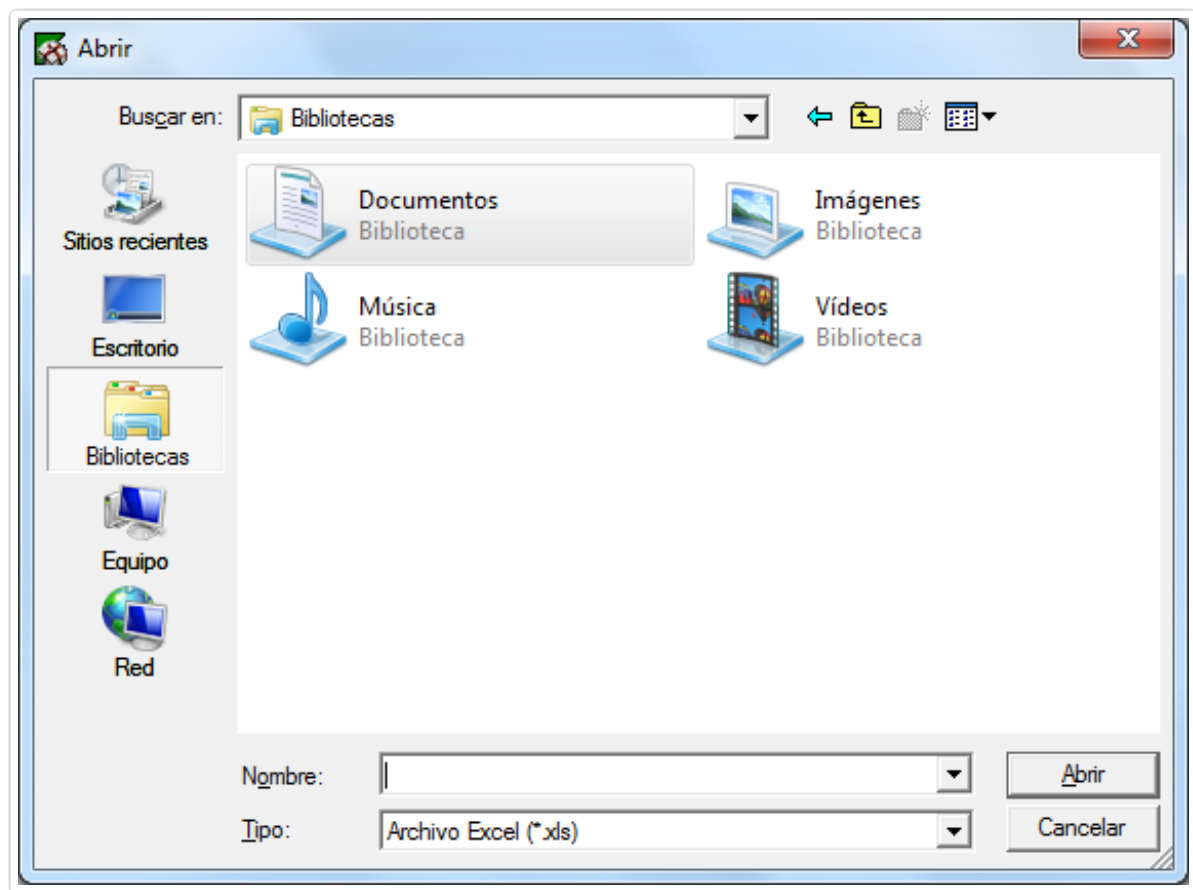 Abrir
Buscar en:
Bibliotecas
Sitios recientes
Escritorio
Bibliotecas
Equipo
Red
Documentos
Biblioteca
Imágenes
Biblioteca
Música
Biblioteca
Vídeos
Biblioteca
Nombre:
Abrir
Tipo:
Archivo Excel (*.xls)
Cancelar